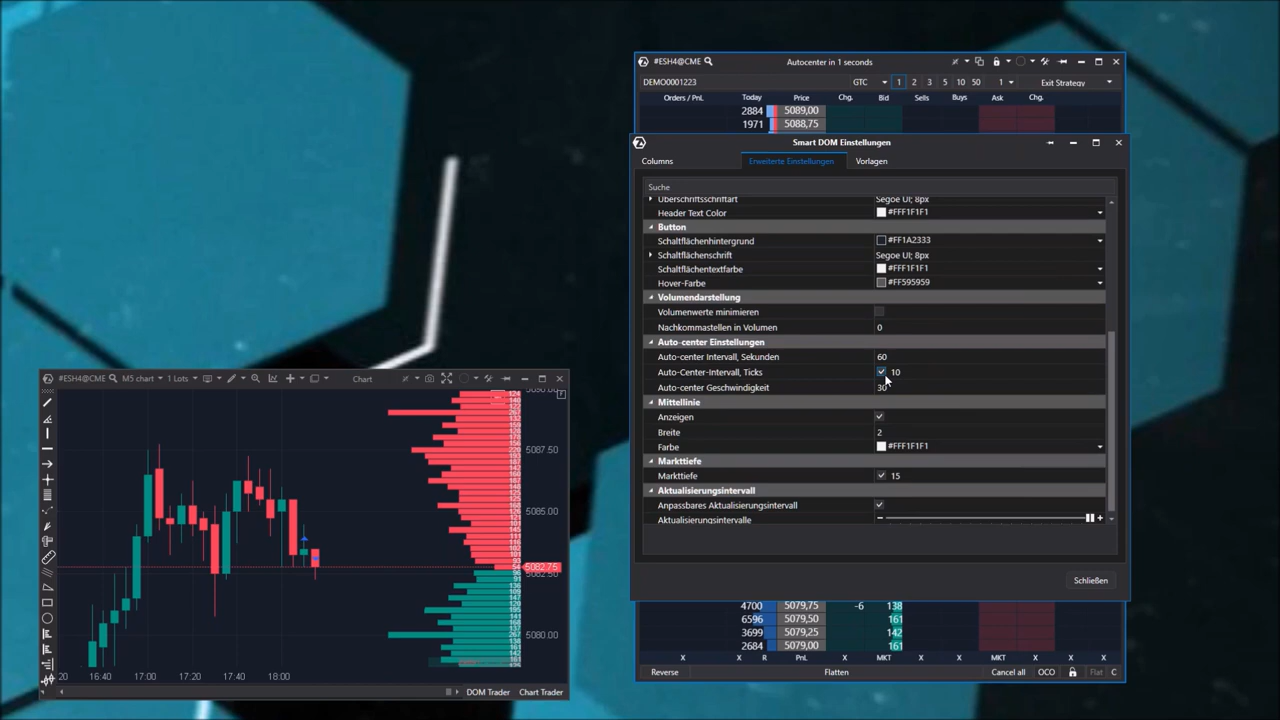 #ESH4@CME
Autocenter in 1 seconds
DEMO0001223
GTC
1 2 3 5 10 50
1
Exit Strategy
Orders / PnL Today Price Chg. Bid Sells Buys Ask Chg.
2884 5089,00
1971 5088,75
Smart DOM Einstellungen
Columns
Erweiterte Einstellungen
Vorlagen
Suche
Überschriftsschriftart Segoe UI; 8px
Header Text Color #FFF1F1F1
Button
Schaltflächenhintergrund #FF1A2333
Schaltflächenschrift Segoe UI; 8px
Schaltflächentextfarbe #FFF1F1F1
Hover-Farbe #FF595959
Volumendarstellung
Volumenwerte minimieren
Nachkommastellen in Volumen 0
Auto-center Einstellungen
Auto-center Intervall, Sekunden 60
Auto-Center-Intervall, Ticks 10
Auto-center Geschwindigkeit 30
Mittellinie
Anzeigen
Breite 2
Farbe #FFF1F1F1
Markttiefe
Markttiefe 15
Aktualisierungsintervall
Anpassbares Aktualisierungsintervall
Aktualisierungsintervalle
Schließen
4700 5079,75 -6 138
6596 5079,50 161
3699 5079,25 142
2684 5079,00 161
X X R PnL X MKT X X MKT X X
Reverse Flatten Cancel all OCO Flat C
#ESH4@CME
M5 chart
1 Lots
Chart
5087.50
5085.00
5082.75
5080.00
20 16:40 17:00 17:20 17:40 18:00
DOM Trader
Chart Trader